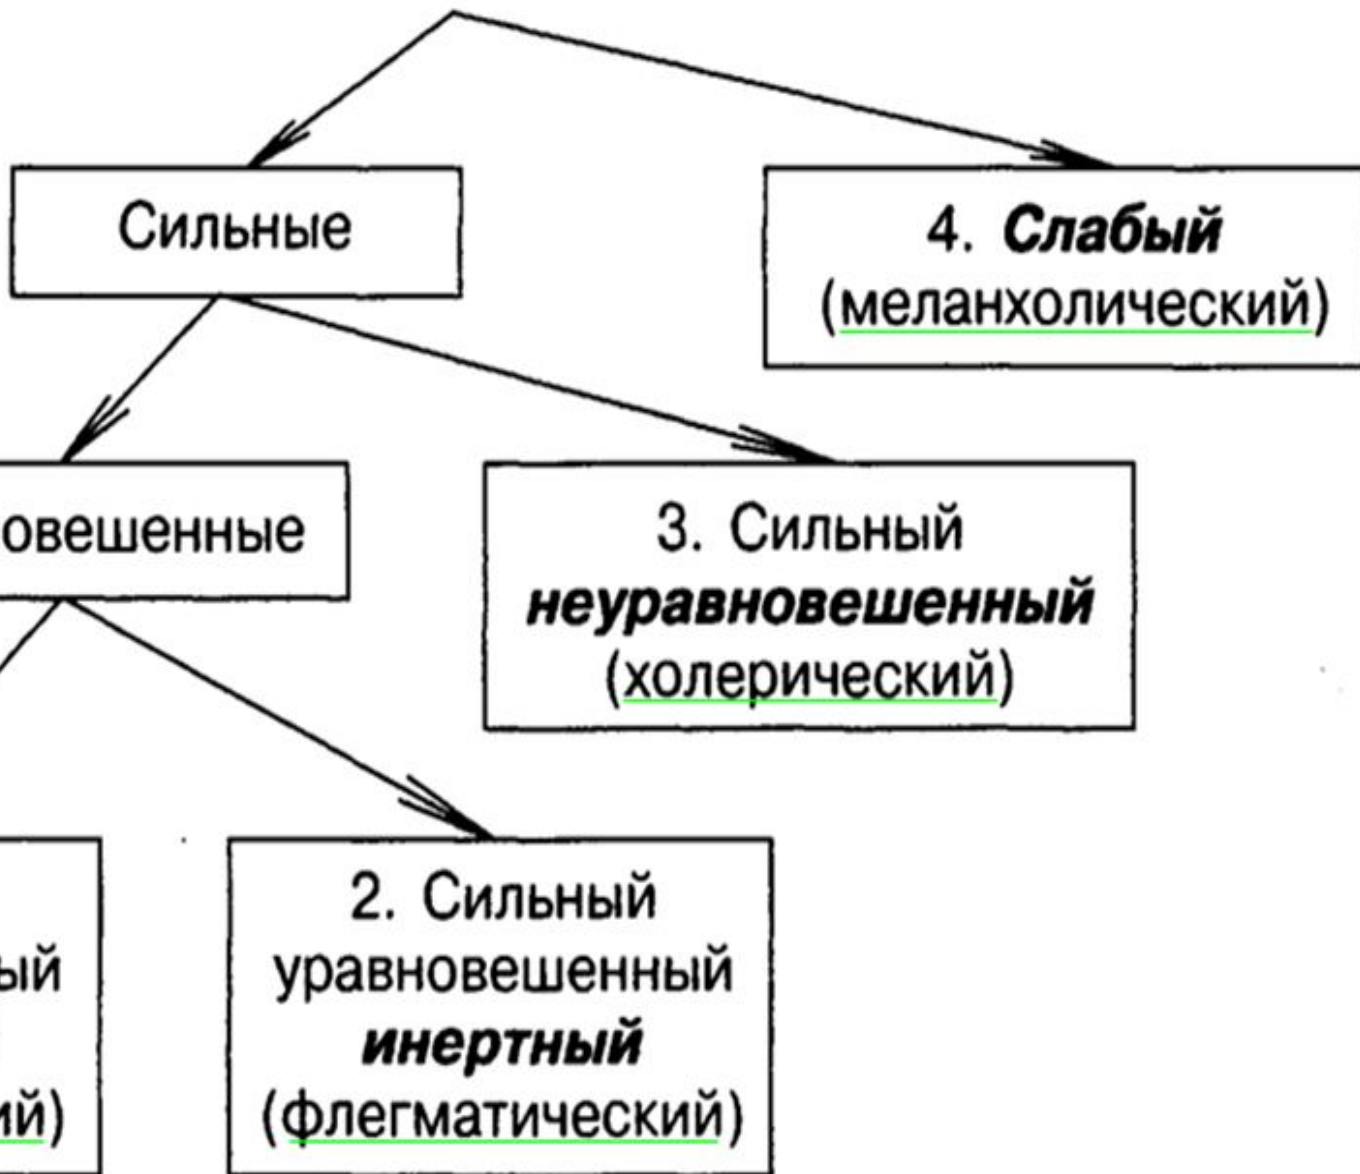 Сильные
4. Слабый
(меланхолический)
овешенные
3. Сильный
неуравновешенный
(холерический)
ый
ий)
2. Сильный
уравновешенный
инертный
(флегматический)